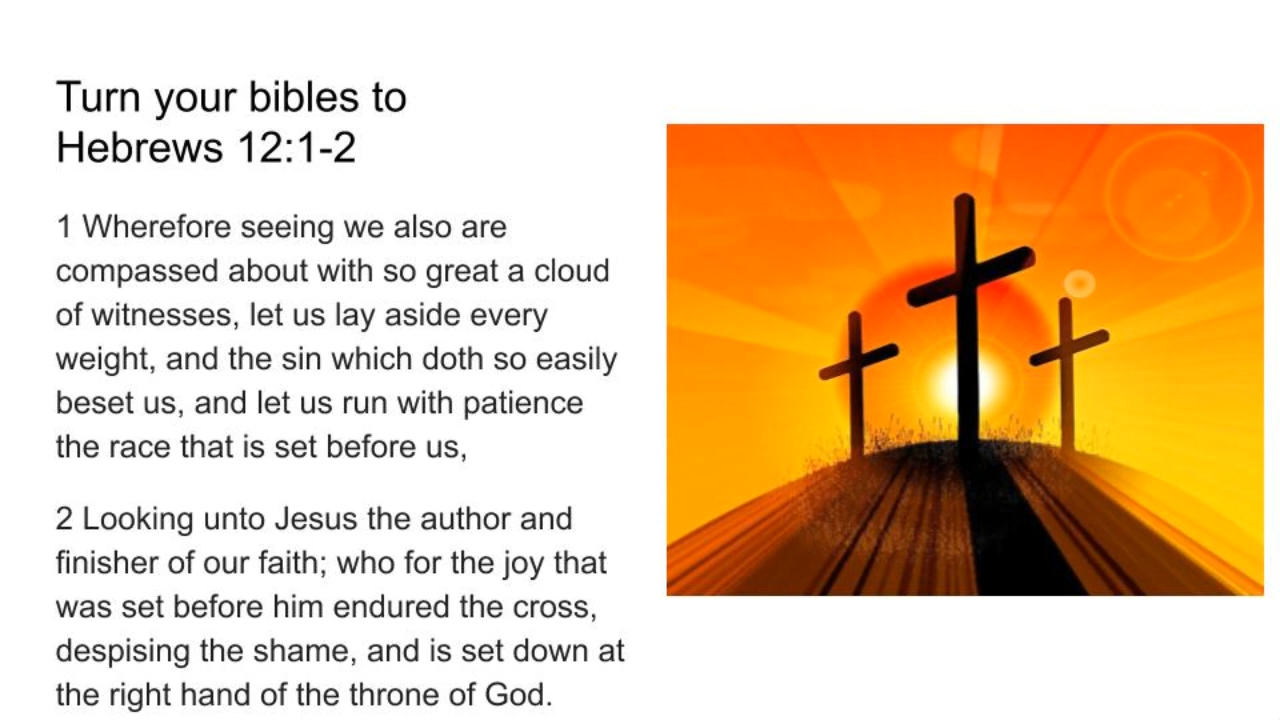 Turn your bibles to
Hebrews 12:1-2
1 Wherefore seeing we also are
compassed about with so great a cloud
of witnesses, let us lay aside every
weight, and the sin which doth so easily
beset us, and let us run with patience
the race that is set before us,
2 Looking unto Jesus the author and
finisher of our faith; who for the joy that
was set before him endured the cross,
despising the shame, and is set down at
the right hand of the throne of God.